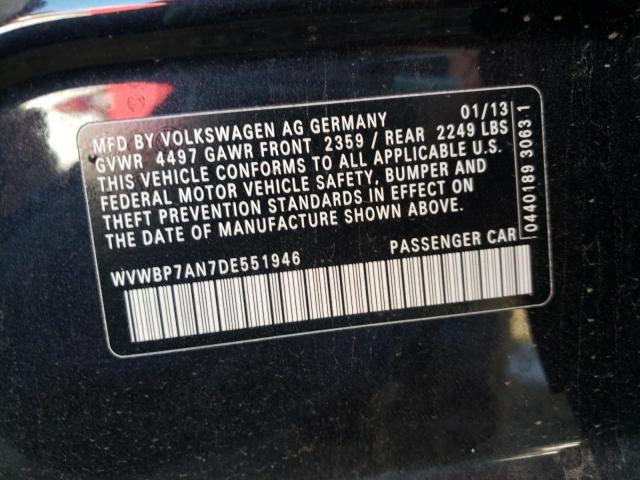 MFD BY VOLKSWAGEN AG GERMANY 01/13
GVWR 4497 GAWR FRONT 2359 / REAR 2249 LBS
THIS VEHICLE CONFORMS TO ALL APPLICABLE U.S.
FEDERAL MOTOR VEHICLE SAFETY, BUMPER AND
THEFT PREVENTION STANDARDS IN EFFECT ON
THE DATE OF MANUFACTURE SHOWN ABOVE.
WVWBP7AN7DE551946 PASSENGER CAR
0440189 3063 1